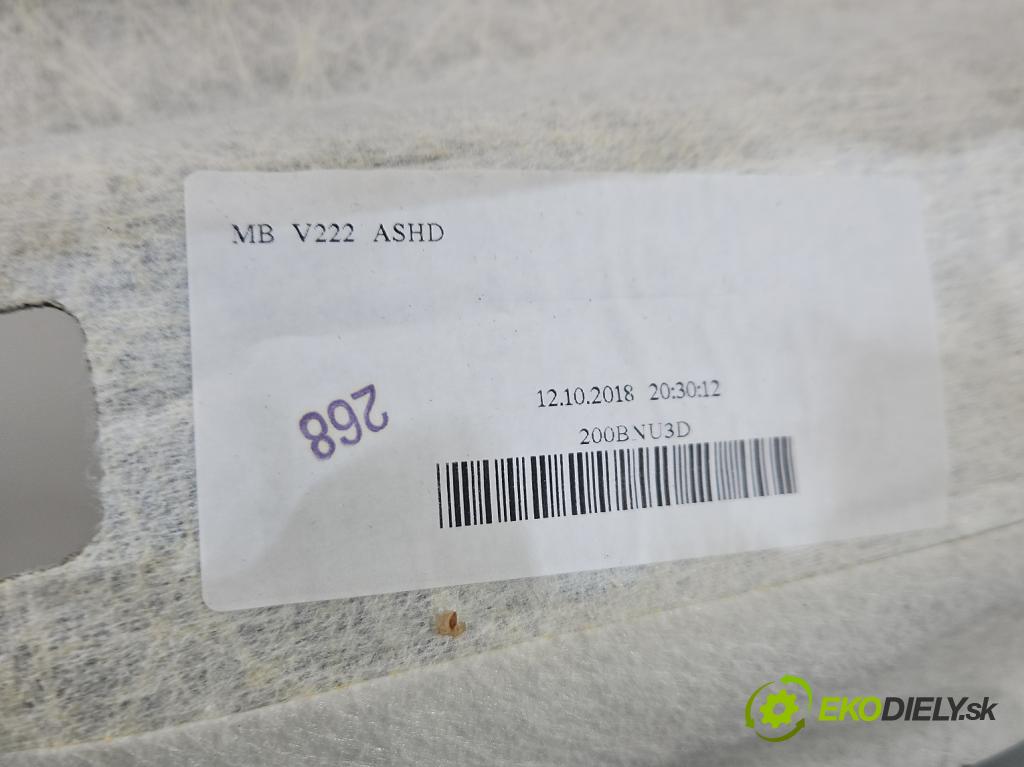 MB V222 ASHD
268
12.10.2018 20:30:12
200BNU3D
EKODIELY.sk